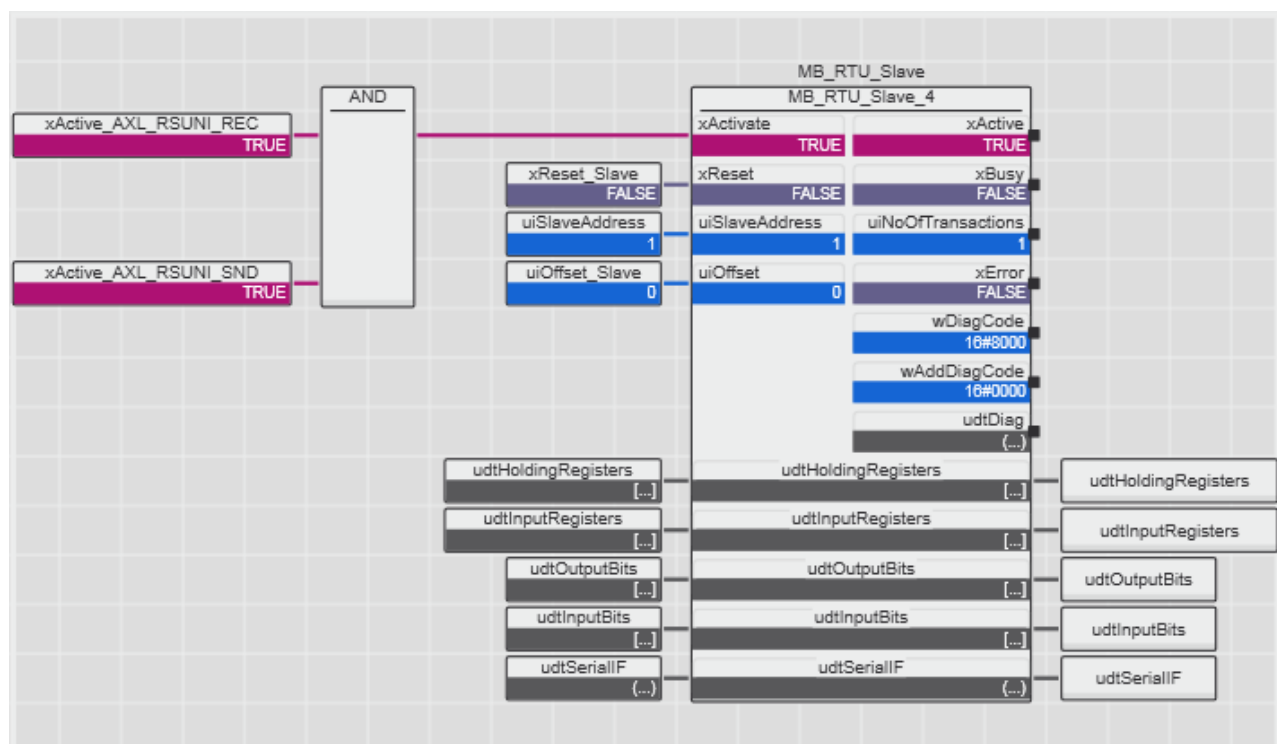 MB_RTU_Slave
AND
MB_RTU_Slave_4
xActive_AXL_RSUNI_REC
TRUE
xActivate
TRUE
xActive
TRUE
xReset_Slave
FALSE
xReset
FALSE
xBusy
FALSE
uiSlaveAddress
1
uiSlaveAddress
1
uiNoOfTransactions
1
xActive_AXL_RSUNI_SND
TRUE
uiOffset_Slave
0
uiOffset
0
xError
FALSE
wDiagCode
16#8000
wAddDiagCode
16#0000
udtDiag
(...)
udtHoldingRegisters
[...]
udtHoldingRegisters
[...]
udtHoldingRegisters
udtInputRegisters
[...]
udtInputRegisters
[...]
udtInputRegisters
udtOutputBits
[...]
udtOutputBits
[...]
udtOutputBits
udtInputBits
[...]
udtInputBits
[...]
udtInputBits
udtSerialIF
(...)
udtSerialIF
(...)
udtSerialIF